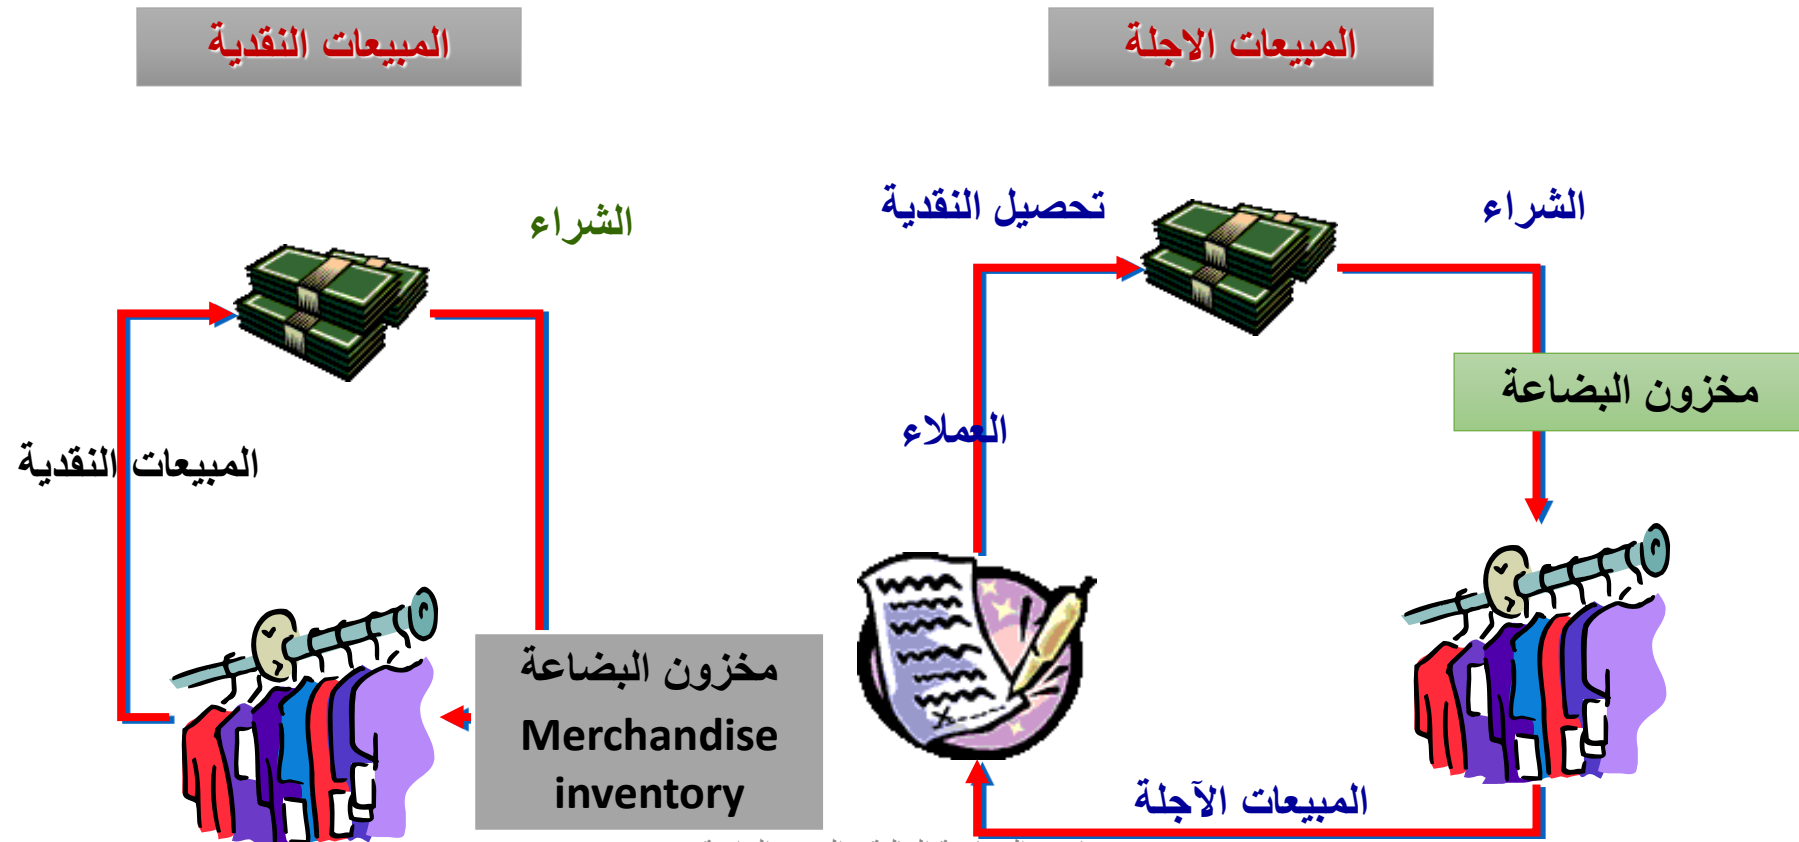 المبيعات الاجلة
المبيعات النقدية
الشراء
تحصيل النقدية
مخزون البضاعة
العملاء
المبيعات الآجلة
الشراء
المبيعات النقدية
مخزون البضاعة
Merchandise
inventory